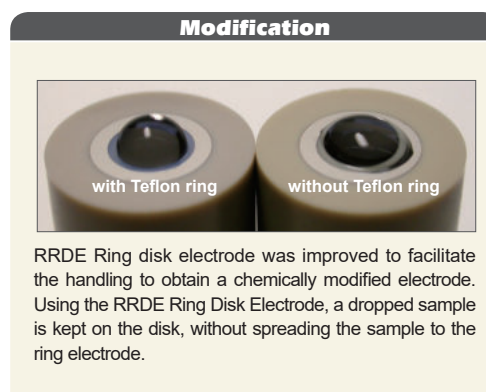 Modification
with Teflon ring
without Teflon ring
RRDE Ring disk electrode was improved to facilitate
the handling to obtain a chemically modified electrode.
Using the RRDE Ring Disk Electrode, a dropped sample
is kept on the disk, without spreading the sample to the
ring electrode.